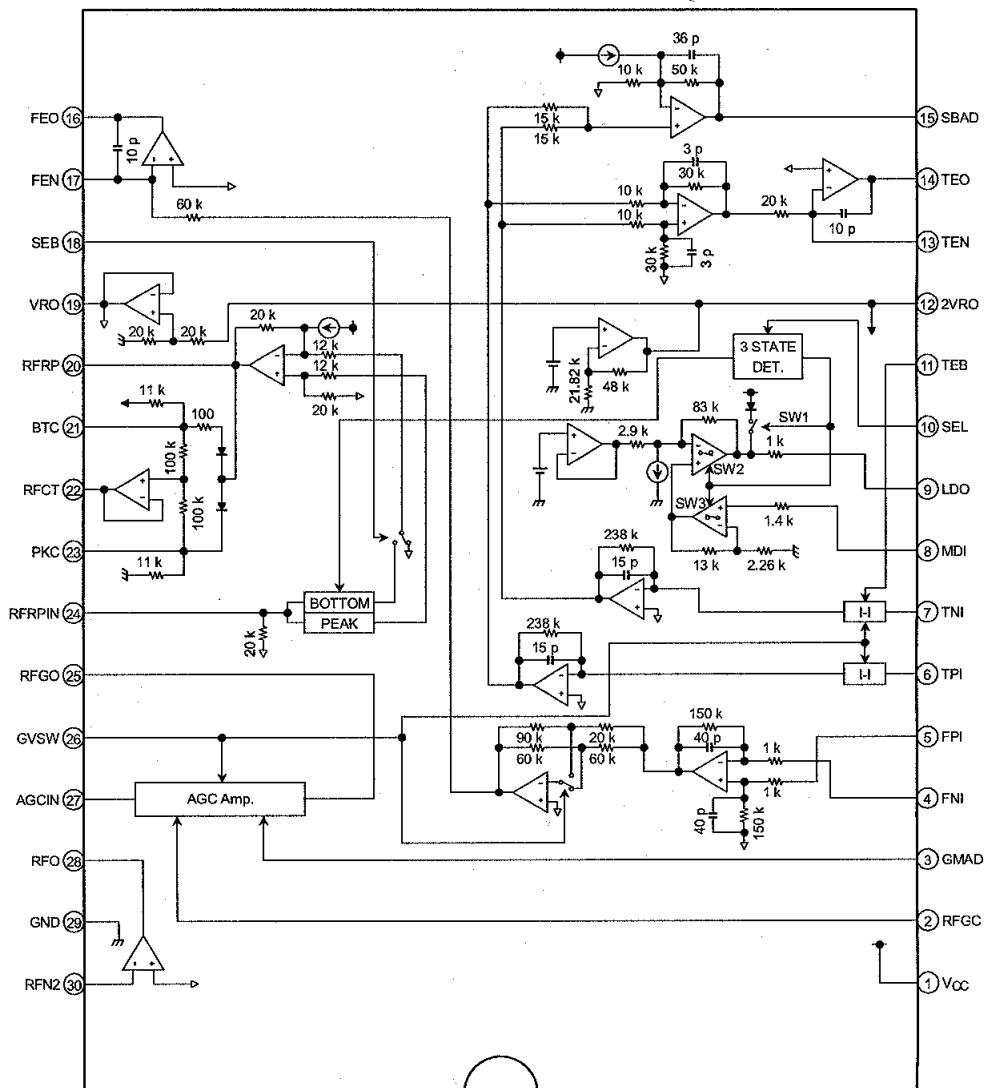 36 p
10 k
50 k
FEO 16
10 p
15 k
15 k
15 SBAD
FEN 17
3 p
30 k
14 TEO
60 k
10 k
10 k
20 k
10 p
SEB 18
30 k
3 p
13 TEN
VRO 19
20 k
20 k
20 k
12 2VRO
12 k
12 k
RFRP 20
21.82 k
48 k
3 STATE
DET.
11 TEB
11 k
20 k
BTC 21
100
83 k
SW1
10 SEL
100 k
2.9 k
1 k
SW2
RFCT 22
100 k
SW3
9 LDO
1.4 k
PKC 23
11 k
238 k
13 k
2.26 k
8 MDI
15 p
BOTTOM
RFRPIN 24
PEAK
I-I
7 TNI
20 k
238 k
15 p
RFGO 25
I-I
6 TPI
GVSW 26
90 k
20 k
60 k
60 k
150 k
40 p
1 k
1 k
5 FPI
AGCIN 27
AGC Amp.
40 p
150 k
4 FNI
RFO 28
3 GMAD
GND 29
2 RFGC
RFN2 30
1 VCC